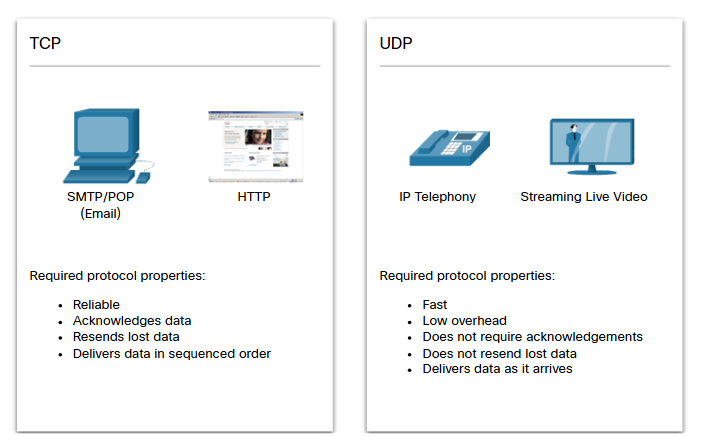 TCP
SMTP/POP
(Email)
HTTP
Required protocol properties:
• Reliable
• Acknowledges data
• Resends lost data
• Delivers data in sequenced order
UDP
IP
IP Telephony
Streaming Live Video
Required protocol properties:
• Fast
• Low overhead
• Does not require acknowledgements
• Does not resend lost data
• Delivers data as it arrives